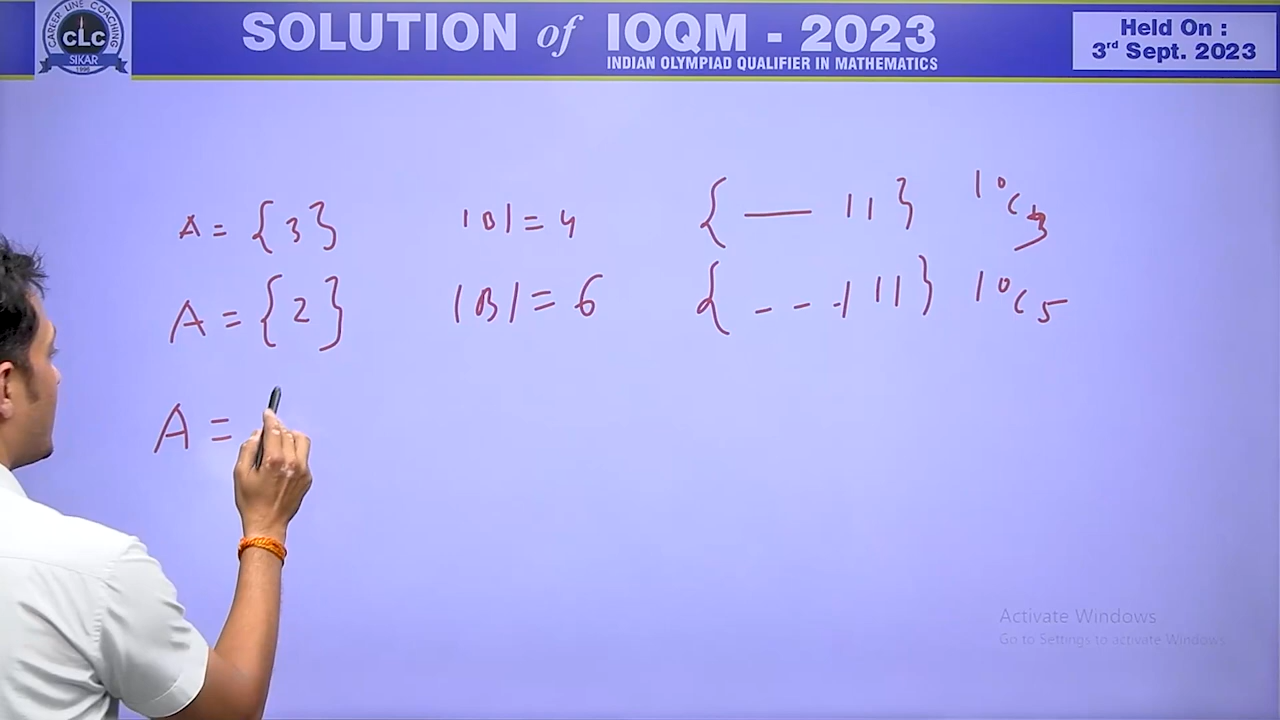 CAREER LINE COACHING
CLC
SIKAR
1996
SOLUTION of IOQM - 2023
INDIAN OLYMPIAD QUALIFIER IN MATHEMATICS
Held On :
3rd Sept. 2023
A = {3} |B| = 4 { — 11} 10C3
A = {2} |B| = 6 { - - - 11} 10C5
A =
Activate Windows
Go to Settings to activate Windows.